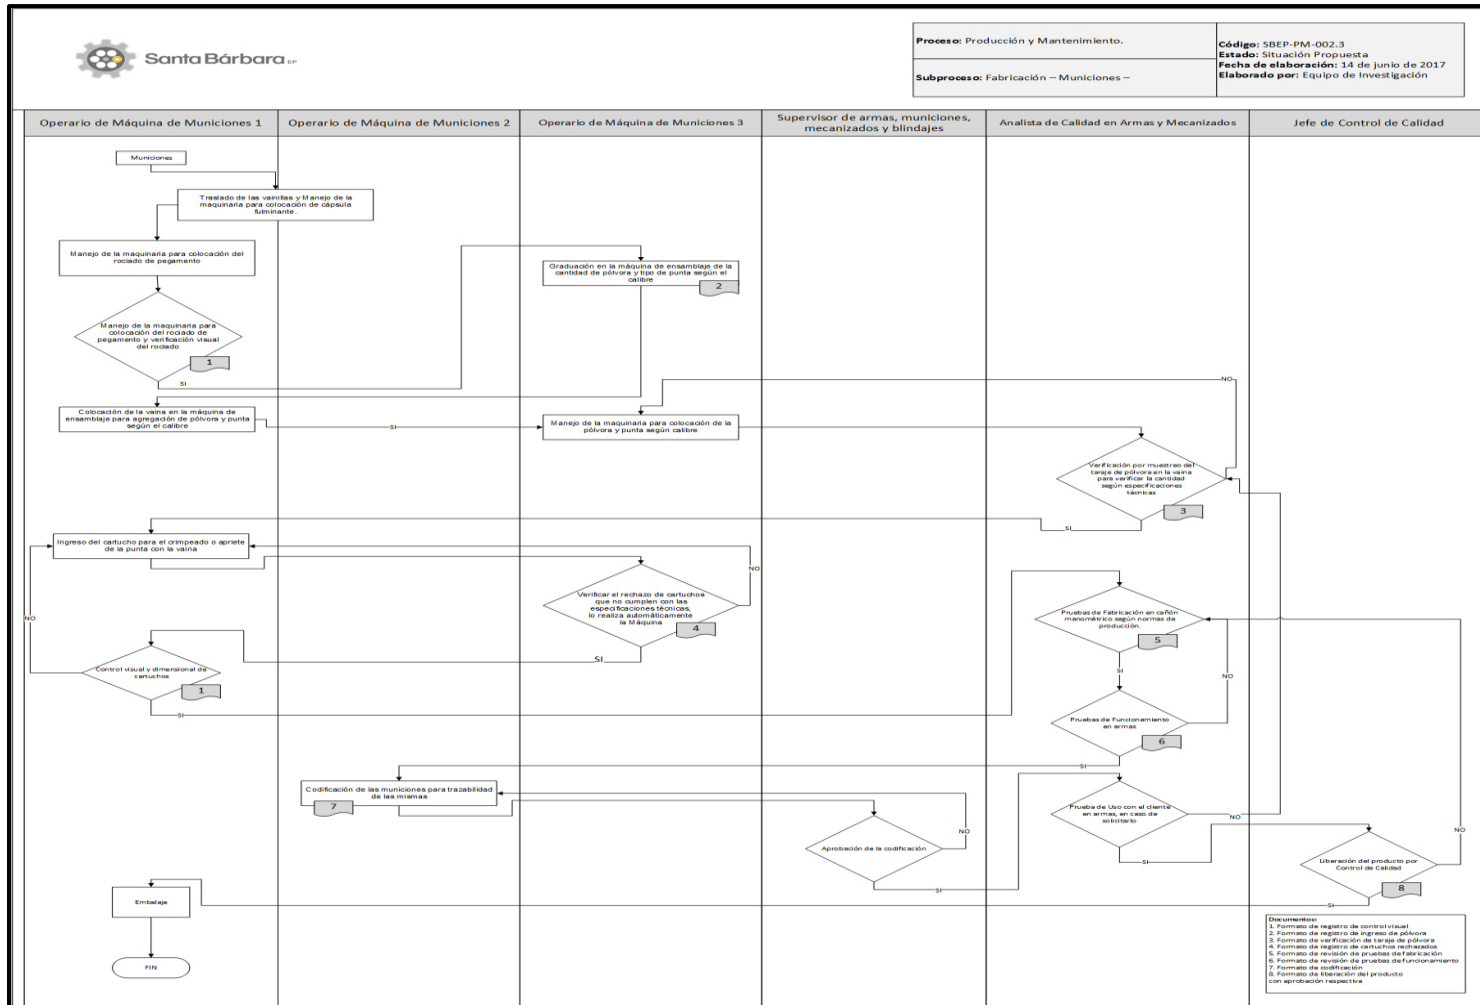 Santa Bárbara EP
Proceso: Producción y Mantenimiento.
Subproceso: Fabricación – Municiones –
Código: SBEP-PM-002.3
Estado: Situación Propuesta
Fecha de elaboración: 14 de junio de 2017
Elaborado por: Equipo de Investigación
Operario de Máquina de Municiones 1
Operario de Máquina de Municiones 2
Operario de Máquina de Municiones 3
Supervisor de armas, municiones,
mecanizados y blindajes
Analista de Calidad en Armas y Mecanizados
Jefe de Control de Calidad
Municiones
Traslado de las vainillas y Manejo de la
maquinaria para colocación de cápsula
fulminante.
Manejo de la maquinaria para colocación del
rociado de pegamento
Graduación en la máquina de ensamblaje de la
cantidad de pólvora y tipo de punta según el
calibre
2
Manejo de la maquinaria para
colocación del rociado de
pegamento y verificación visual
del rociado
1
SI
NO
Colocación de la vaina en la máquina de
ensamblaje para agregación de pólvora y punta
según el calibre
SI
Manejo de la maquinaria para colocación de la
pólvora y punta según calibre
Verificación por muestreo del
taraje de pólvora en la vaina
para verificar la cantidad
según especificaciones
técnicas
3
SI
Ingreso del cartucho para el crimpeado o apriete
de la punta con la vaina
NO
Verificar el rechazo de cartuchos
que no cumplen con las
especificaciones técnicas,
lo realiza automáticamente
la Máquina
4
SI
NO
Pruebas de Fabricación en cañón
manométrico según normas de
producción.
5
SI
NO
Control visual y dimensional de
cartuchos
1
SI
Pruebas de Funcionamiento
en armas
6
SI
Codificación de las municiones para trazabilidad
de las mismas
7
Prueba de Uso con el cliente
en armas, en caso de
solicitarlo
NO
SI
NO
Aprobación de la codificación
NO
SI
Liberación del producto por
Control de Calidad
8
SI
Embalaje
FIN
Documentos:
1. Formato de registro de control visual
2. Formato de registro de ingreso de pólvora
3. Formato de verificación de taraje de pólvora
4. Formato de registro de cartuchos rechasados
5. Formato de revisión de pruebas de fabricación
6. Formato de revisión de pruebas de funcionamiento
7. Formato de codificación
8. Formato de liberación del producto
con aprobación respectiva